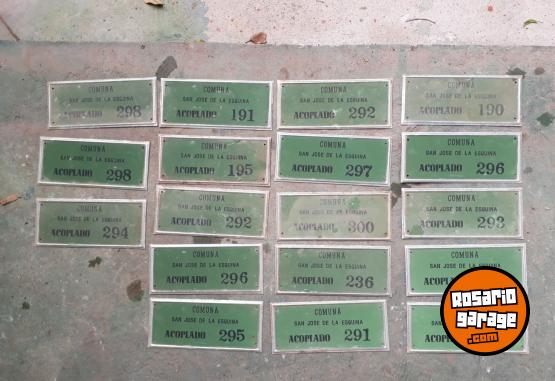 COMUNA
SAN JOSE DE LA ESQUINA
ACOPLADO 298
COMUNA
SAN JOSE DE LA ESQUINA
ACOPLADO 191
COMUNA
SAN JOSE DE LA ESQUINA
ACOPLADO 292
COMUNA
SAN JOSE DE LA ESQUINA
ACOPLADO 190
COMUNA
SAN JOSE DE LA ESQUINA
ACOPLADO 298
COMUNA
SAN JOSE DE LA ESQUINA
ACOPLADO 195
COMUNA
SAN JOSE DE LA ESQUINA
ACOPLADO 297
COMUNA
SAN JOSE DE LA ESQUINA
ACOPLADO 296
COMUNA
SAN JOSE DE LA ESQUINA
ACOPLADO 294
COMUNA
SAN JOSE DE LA ESQUINA
ACOPLADO 292
COMUNA
SAN JOSE DE LA ESQUINA
ACOPLADO 300
COMUNA
SAN JOSE DE LA ESQUINA
ACOPLADO 293
COMUNA
SAN JOSE DE LA ESQUINA
ACOPLADO 296
COMUNA
SAN JOSE DE LA ESQUINA
ACOPLADO 236
COMUNA
SAN JOSE DE LA ESQUINA
ACOPLADO
COMUNA
SAN JOSE DE LA ESQUINA
ACOPLADO 295
COMUNA
SAN JOSE DE LA ESQUINA
ACOPLADO 291
SAN
ACOPLADO
Rosario
garage
.com